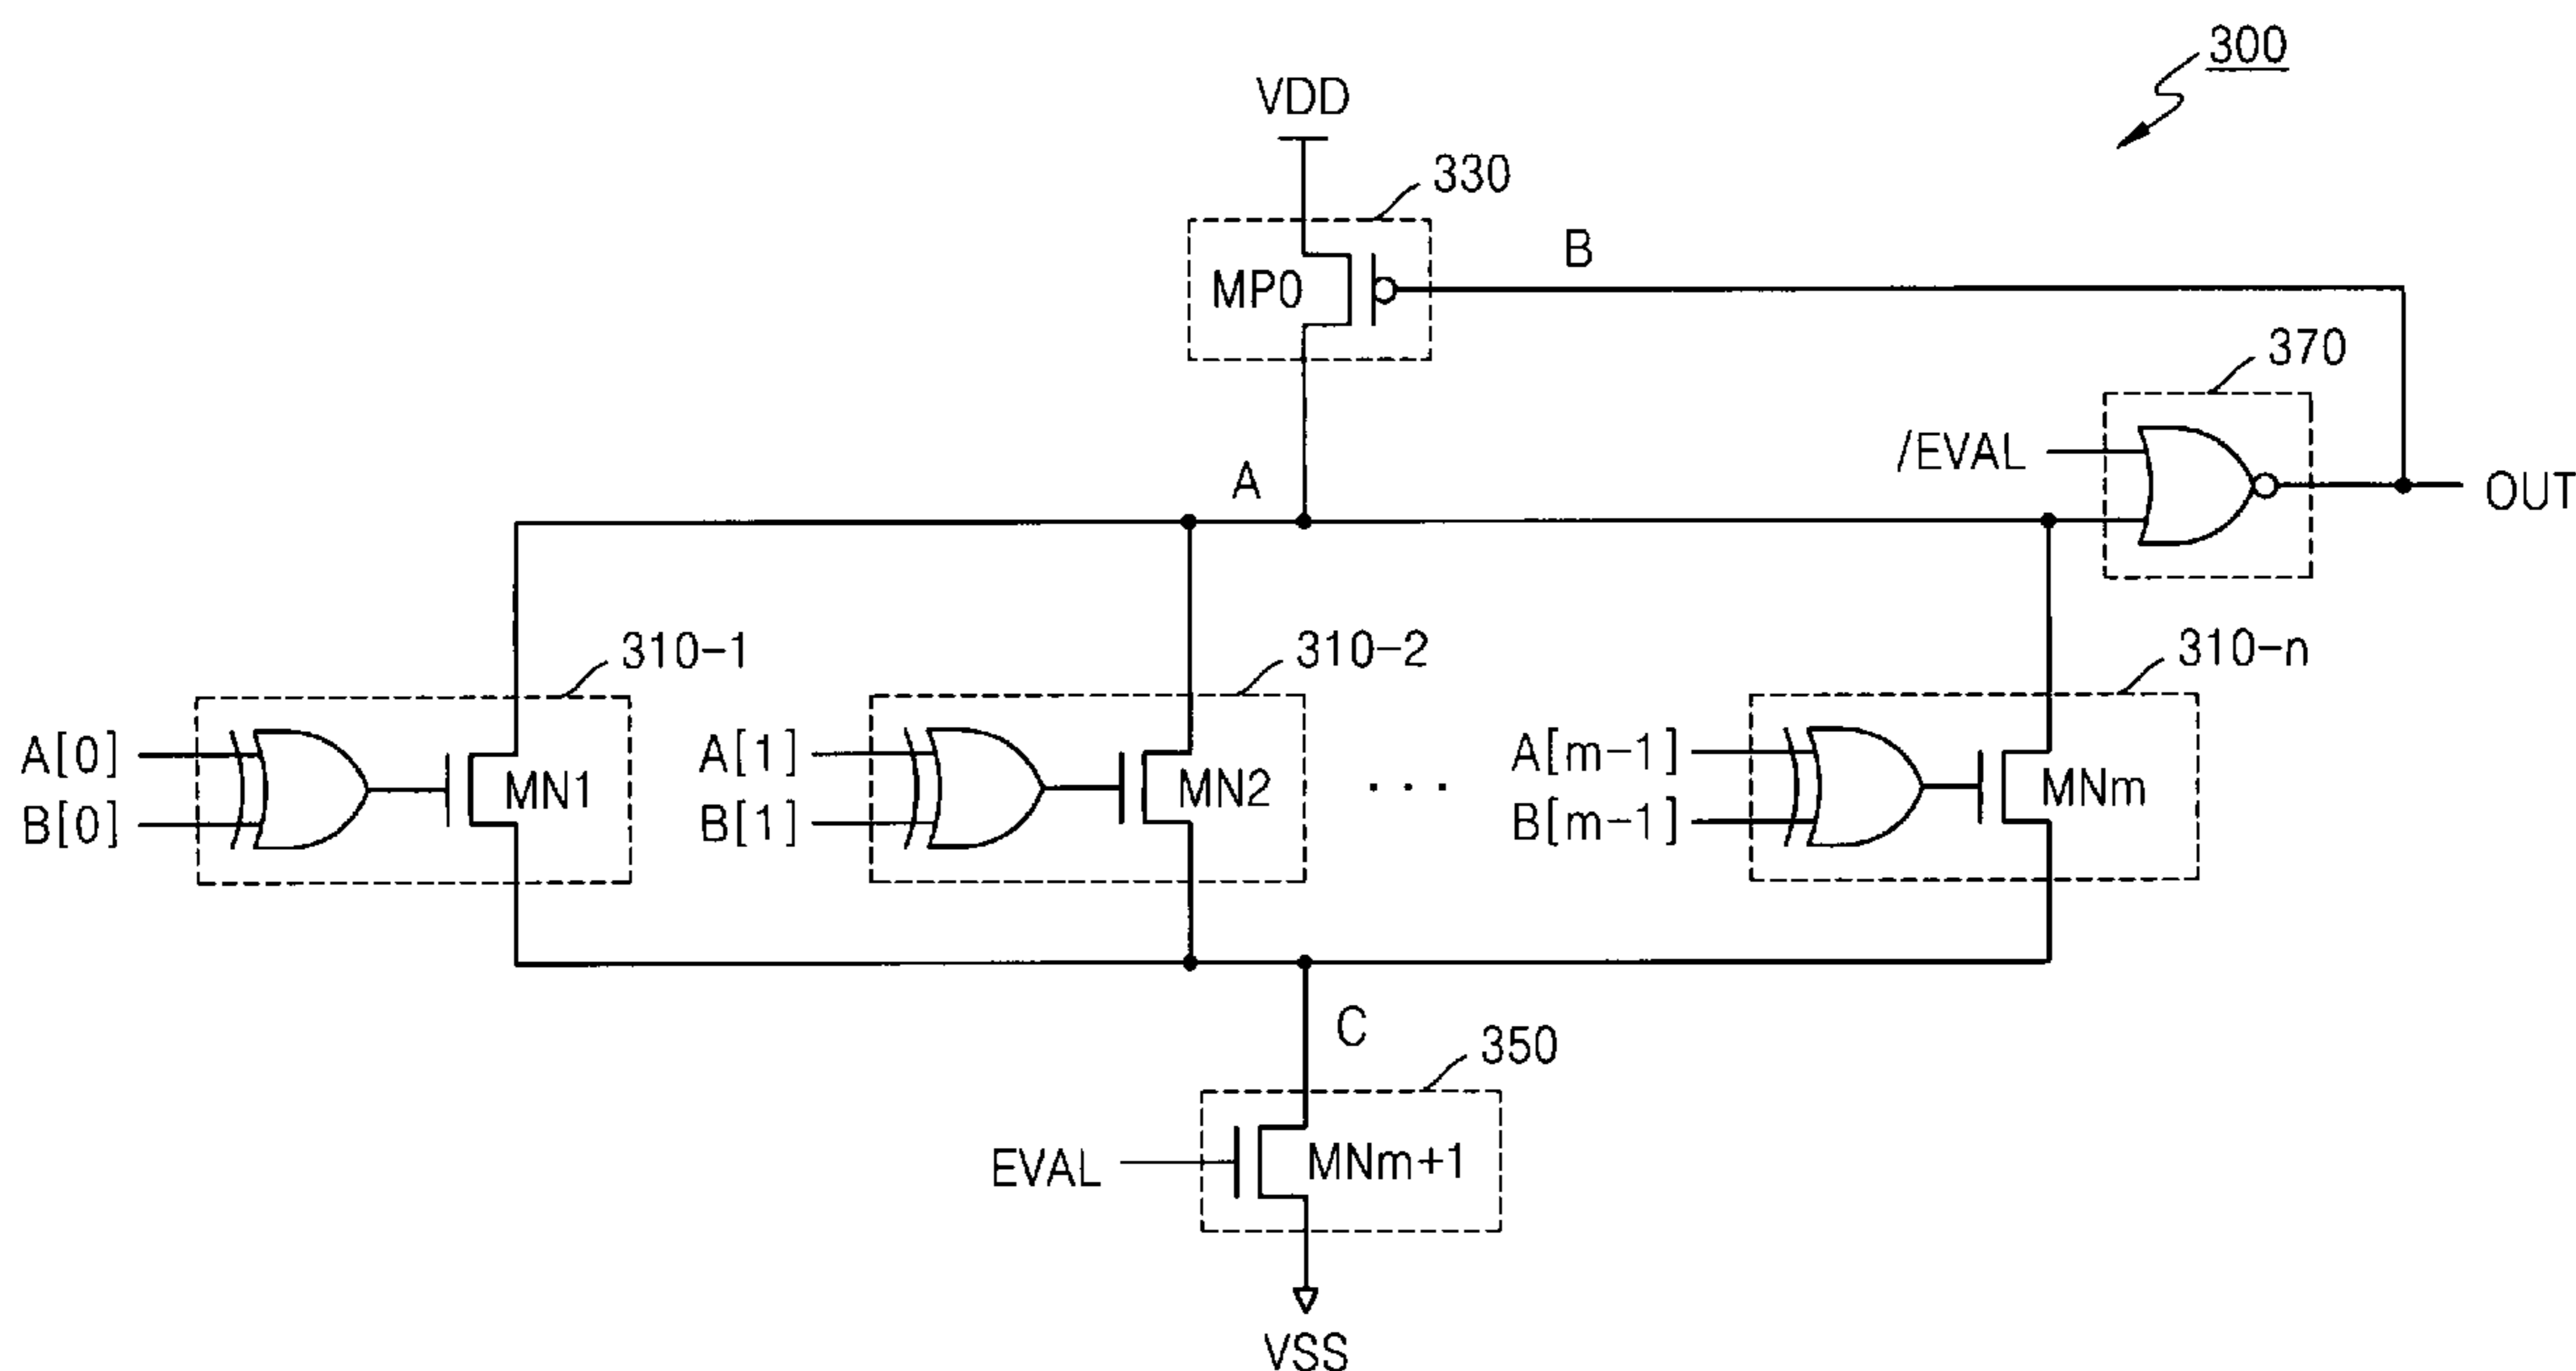 300
VDD
330
B
MP0
370
/EVAL
A
OUT
310-1
310-2
310-n
A[0]
B[0]
MN1
A[1]
B[1]
MN2
. . .
A[m-1]
B[m-1]
MNm
C
350
EVAL
MNm+1
VSS